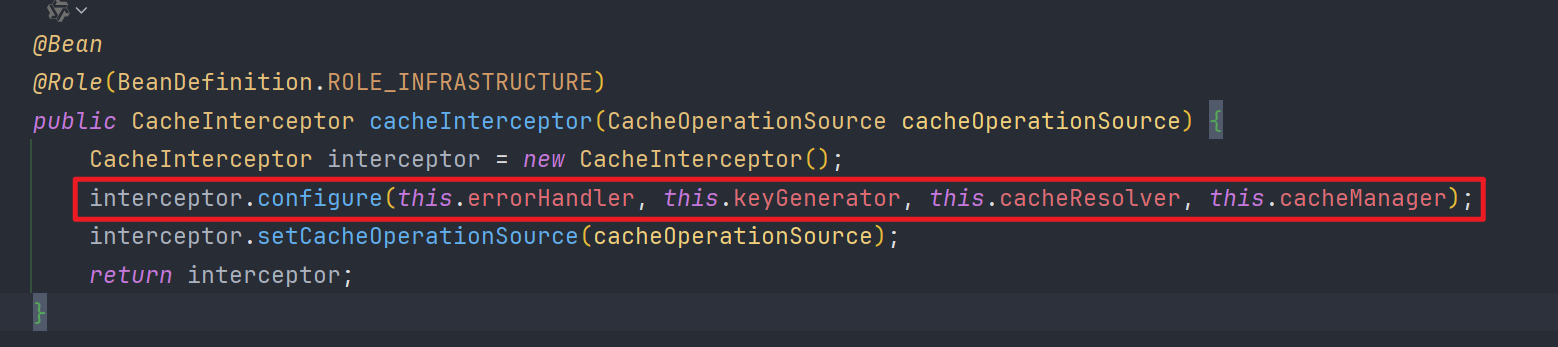 @Bean
@Role(BeanDefinition.ROLE_INFRASTRUCTURE)
public CacheInterceptor cacheInterceptor(CacheOperationSource cacheOperationSource) {
    CacheInterceptor interceptor = new CacheInterceptor();
    interceptor.configure(this.errorHandler, this.keyGenerator, this.cacheResolver, this.cacheManager);
    interceptor.setCacheOperationSource(cacheOperationSource);
    return interceptor;
}